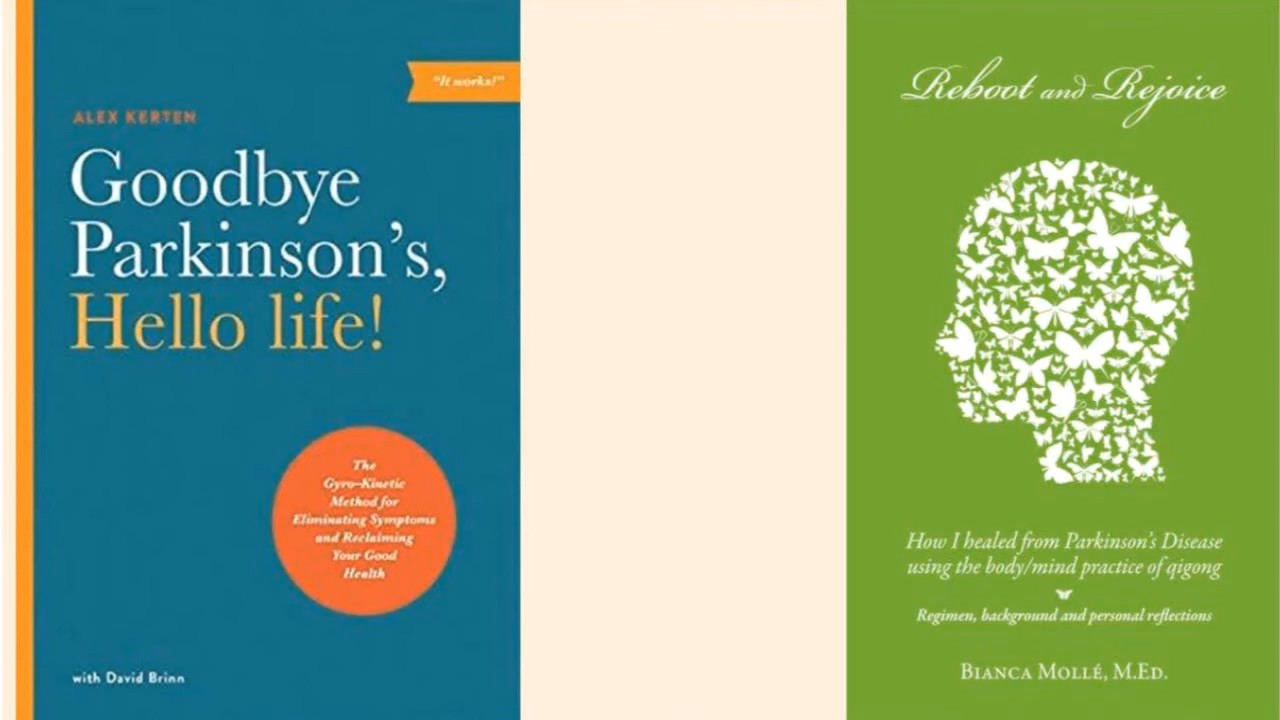 "It works!"
ALEX KERTEN
Goodbye
Parkinson's,
Hello life!
The
Gyro-Kinetic
Method for
Eliminating Symptoms
and Reclaiming
Your Good
Health
with David Brinn
Reboot and Rejoice
How I healed from Parkinson's Disease
using the body/mind practice of qigong
Regimen, background and personal reflections
BIANCA MOLLÉ, M.ED.